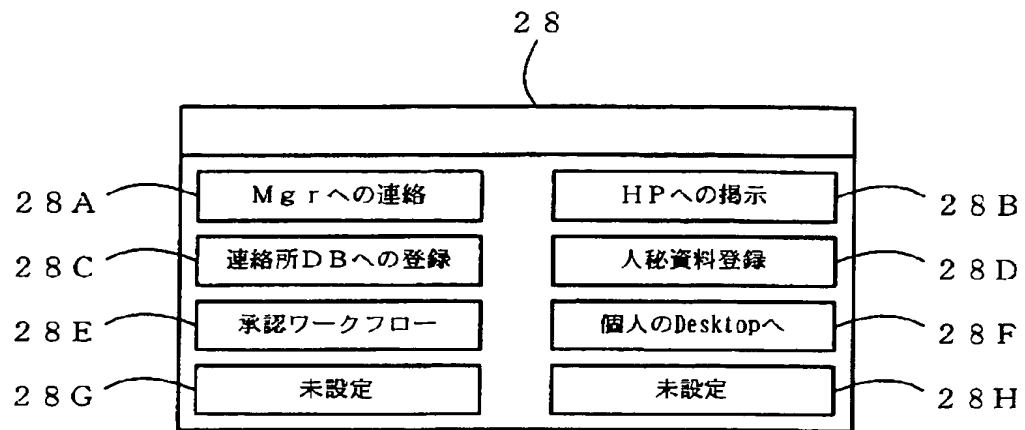 ２８
２８Ａ Ｍｇｒへの連絡 ＨＰへの掲示 ２８Ｂ
２８Ｃ 連絡所ＤＢへの登録 人秘資料登録 ２８Ｄ
２８Ｅ 承認ワークフロー 個人のDesktopへ ２８Ｆ
２８Ｇ 未設定 未設定 ２８Ｈ